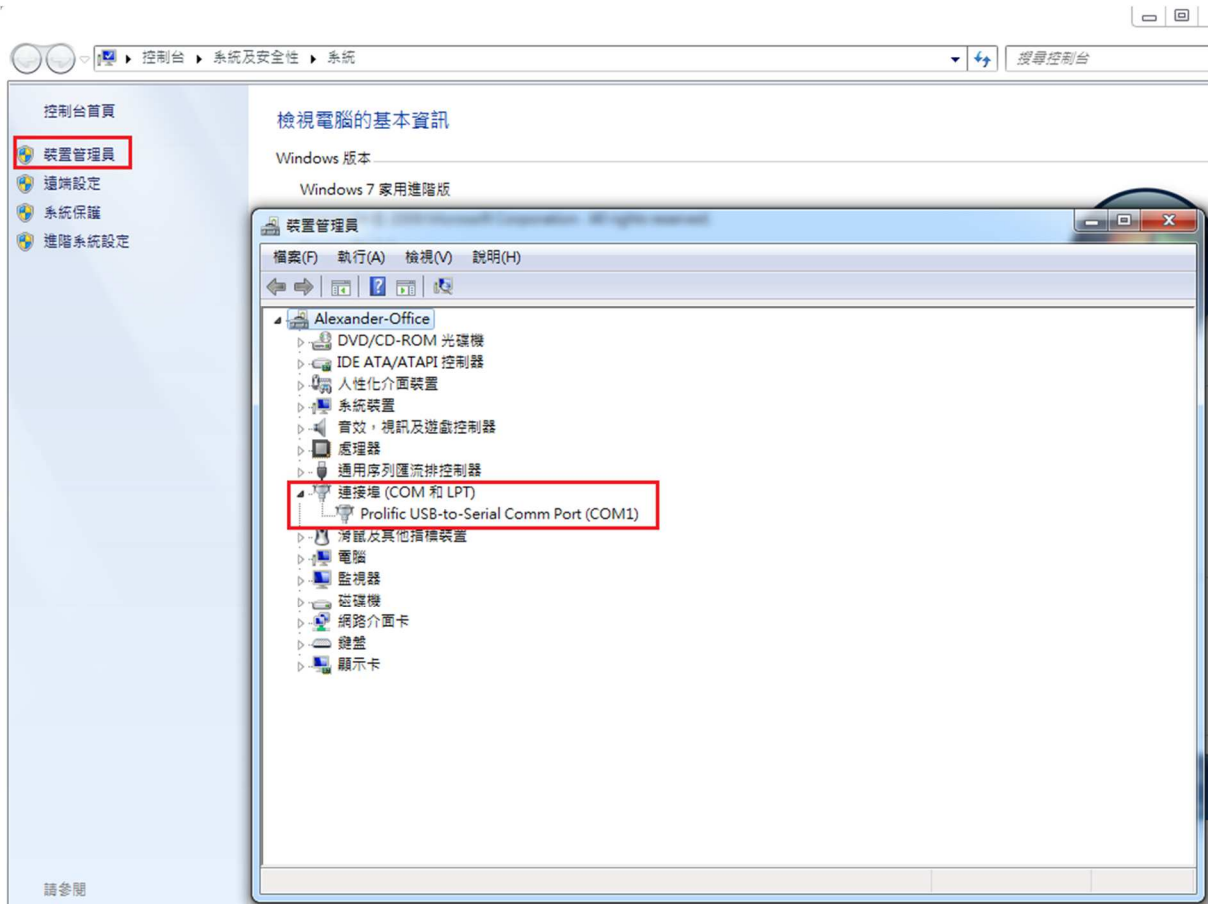 控制台 ▸ 系統及安全性 ▸ 系統
搜尋控制台
控制台首頁
裝置管理員
遠端設定
系統保護
進階系統設定
請參閱
檢視電腦的基本資訊
Windows 版本
Windows 7 家用進階版
裝置管理員
檔案(F) 執行(A) 檢視(V) 說明(H)
Alexander-Office
DVD/CD-ROM 光碟機
IDE ATA/ATAPI 控制器
人性化介面裝置
系統裝置
音效，視訊及遊戲控制器
處理器
通用序列匯流排控制器
連接埠 (COM 和 LPT)
Prolific USB-to-Serial Comm Port (COM1)
滑鼠及其他指標裝置
電腦
監視器
磁碟機
網路介面卡
鍵盤
顯示卡